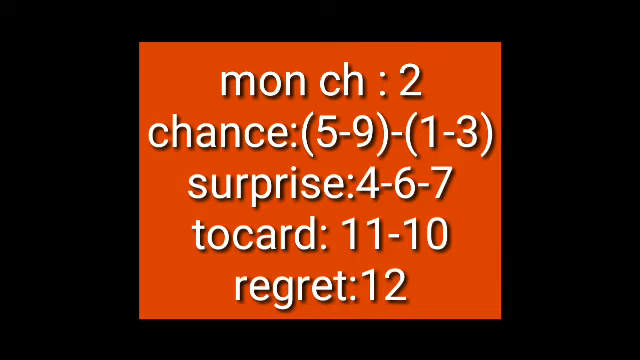 mon ch : 2
chance:(5-9)-(1-3)
surprise:4-6-7
tocard: 11-10
regret:12